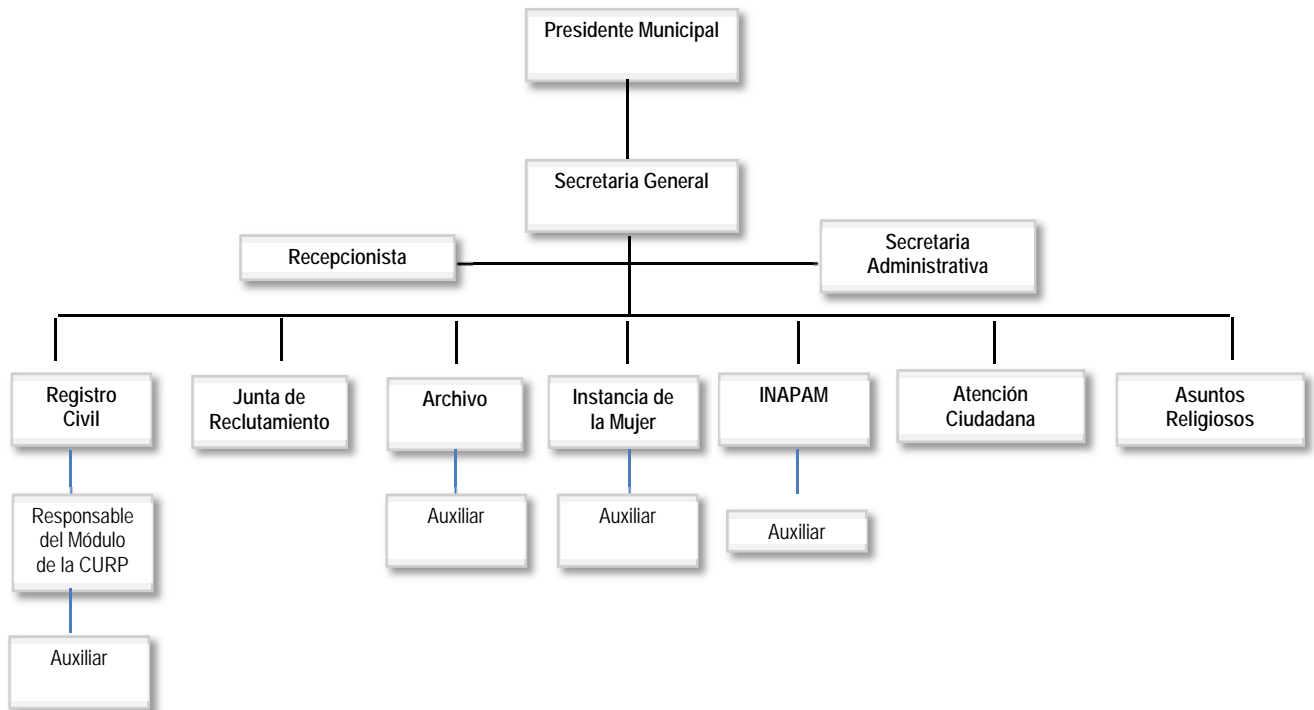 Presidente Municipal
Secretaria General
Recepcionista
Secretaria
Administrativa
Registro
Civil
Junta de
Reclutamiento
Archivo
Instancia de
la Mujer
INAPAM
Atención
Ciudadana
Asuntos
Religiosos
Responsable
del Módulo
de la CURP
Auxiliar
Auxiliar
Auxiliar
Auxiliar